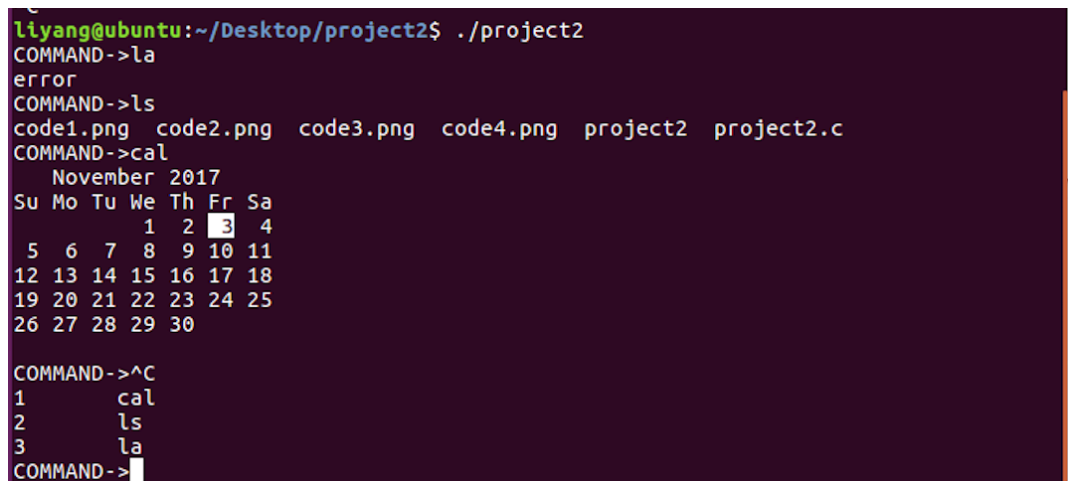 liyang@ubuntu:~/Desktop/project2$ ./project2
COMMAND->la
error
COMMAND->ls
code1.png  code2.png  code3.png  code4.png  project2  project2.c
COMMAND->cal
   November 2017
Su Mo Tu We Th Fr Sa
          1  2  3  4
 5  6  7  8  9 10 11
12 13 14 15 16 17 18
19 20 21 22 23 24 25
26 27 28 29 30
COMMAND->^C
1       cal
2       ls
3       la
COMMAND->